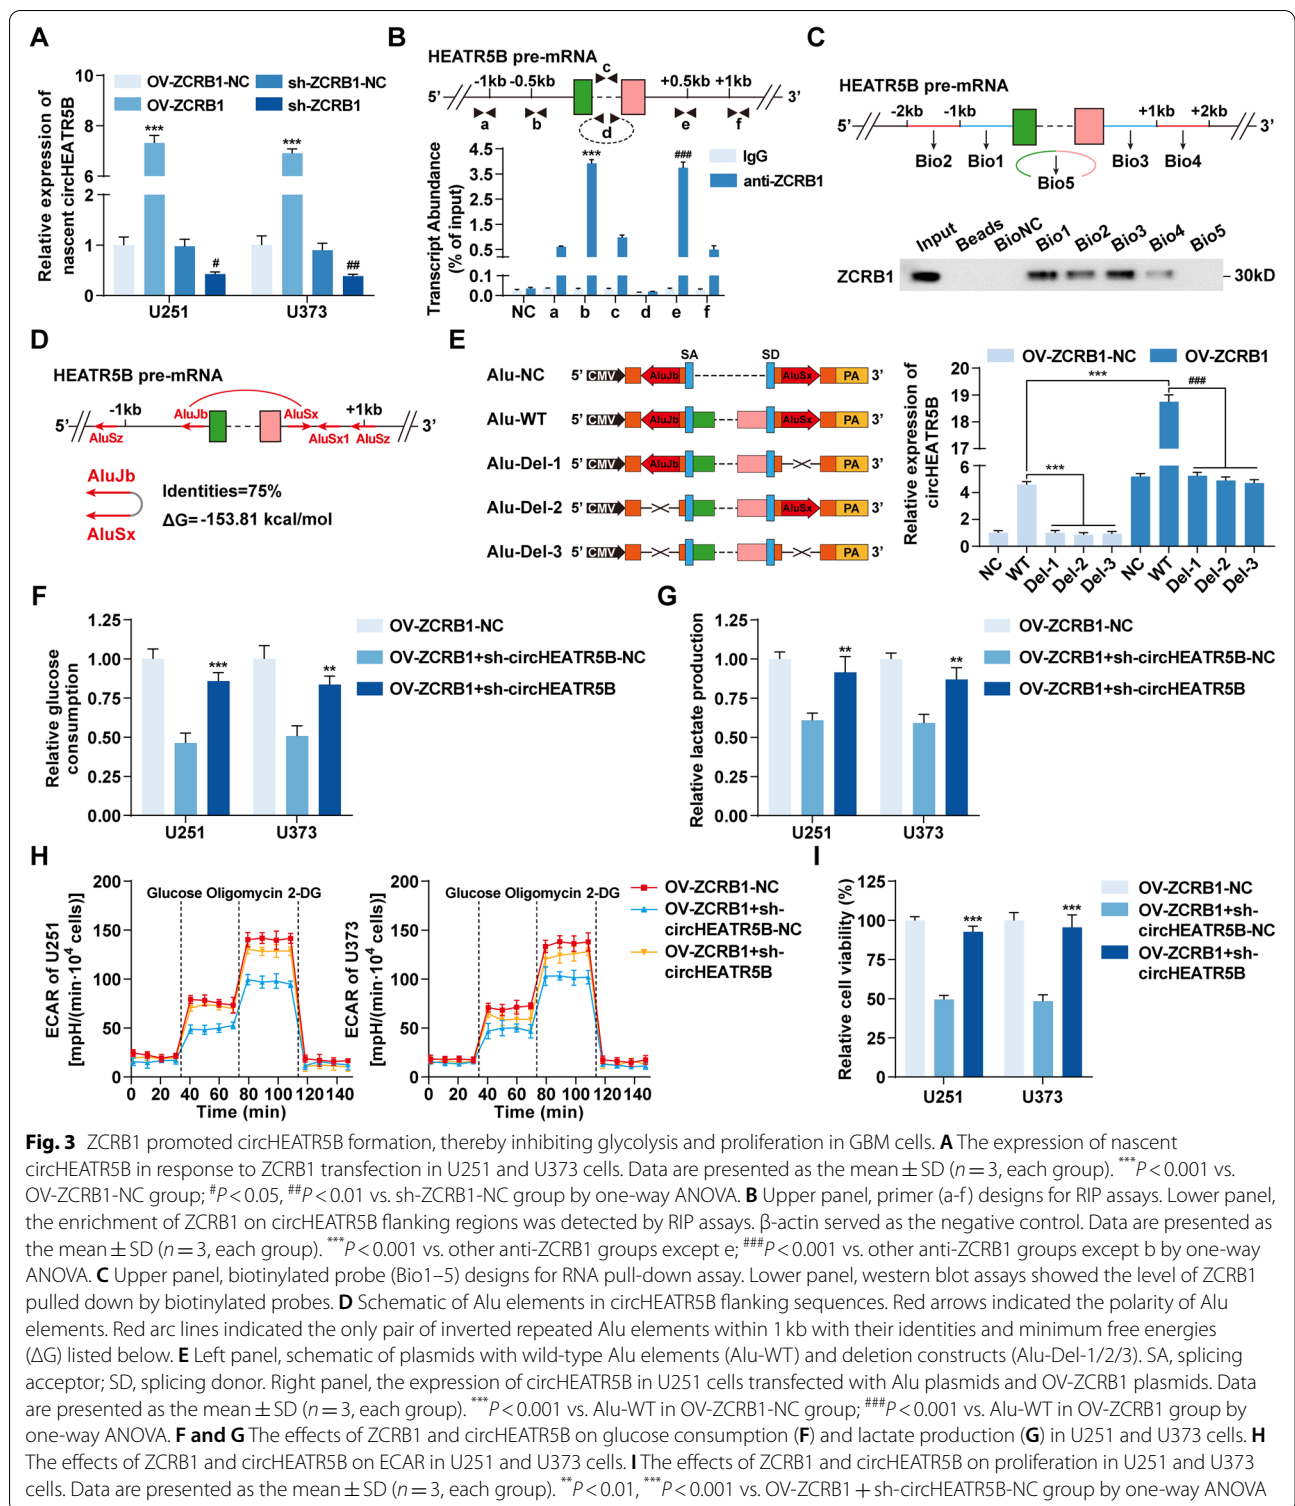 A
Relative expression of
nascent circHEATR5B
OV-ZCRB1-NC
OV-ZCRB1
sh-ZCRB1-NC
sh-ZCRB1
10
8
6
2
1
0
***
#
***
##
U251
U373
B
HEATR5B pre-mRNA
5′
-1kb
-0.5kb
c
+0.5kb
+1kb
3′
a
b
d
e
f
Transcript Abundance
(% of input)
4.5
3.5
2.5
1.5
0.5
0.1
0.0
***
###
IgG
anti-ZCRB1
NC
a
b
c
d
e
f
C
HEATR5B pre-mRNA
5′
-2kb
-1kb
+1kb
+2kb
3′
Bio2
Bio1
Bio5
Bio3
Bio4
Input
Beads
BioNC
Bio1
Bio2
Bio3
Bio4
Bio5
ZCRB1
30kD
D
HEATR5B pre-mRNA
5′
-1kb
AluJb
AluSx
+1kb
3′
AluSz
AluSx1
AluSz
AluJb
AluSx
Identities=75%
ΔG= -153.81 kcal/mol
E
SA
SD
Alu-NC
5′
CMV
AluJb
AluSx
PA
3′
Alu-WT
5′
CMV
AluJb
AluSx
PA
3′
Alu-Del-1
5′
CMV
AluJb
PA
3′
Alu-Del-2
5′
CMV
AluSx
PA
3′
Alu-Del-3
5′
CMV
PA
3′
OV-ZCRB1-NC
OV-ZCRB1
Relative expression of
circHEATR5B
20
19
18
17
6
4
2
0
***
***
###
NC
WT
Del-1
Del-2
Del-3
NC
WT
Del-1
Del-2
Del-3
F
Relative glucose
consumption
1.25
1.00
0.75
0.50
0.25
0.00
***
**
U251
U373
OV-ZCRB1-NC
OV-ZCRB1+sh-circHEATR5B-NC
OV-ZCRB1+sh-circHEATR5B
G
Relative lactate production
1.25
1.00
0.75
0.50
0.25
0.00
**
**
U251
U373
OV-ZCRB1-NC
OV-ZCRB1+sh-circHEATR5B-NC
OV-ZCRB1+sh-circHEATR5B
H
ECAR of U251
[mpH/(min·10⁴ cells)]
200
150
100
50
0
Glucose Oligomycin 2-DG
0 20 40 60 80 100 120 140
Time (min)
ECAR of U373
[mpH/(min·10⁴ cells)]
200
150
100
50
0
Glucose Oligomycin 2-DG
0 20 40 60 80 100 120 140
Time (min)
OV-ZCRB1-NC
OV-ZCRB1+sh-
circHEATR5B-NC
OV-ZCRB1+sh-
circHEATR5B
I
Relative cell viability (%)
125
100
75
50
25
0
***
***
U251
U373
OV-ZCRB1-NC
OV-ZCRB1+sh-
circHEATR5B-NC
OV-ZCRB1+sh-
circHEATR5B
Fig. 3 ZCRB1 promoted circHEATR5B formation, thereby inhibiting glycolysis and proliferation in GBM cells. A The expression of nascent
circHEATR5B in response to ZCRB1 transfection in U251 and U373 cells. Data are presented as the mean ± SD (n = 3, each group). ***P < 0.001 vs.
OV-ZCRB1-NC group; #P < 0.05, ##P < 0.01 vs. sh-ZCRB1-NC group by one-way ANOVA. B Upper panel, primer (a-f) designs for RIP assays. Lower panel,
the enrichment of ZCRB1 on circHEATR5B flanking regions was detected by RIP assays. β-actin served as the negative control. Data are presented as
the mean ± SD (n = 3, each group). ***P < 0.001 vs. other anti-ZCRB1 groups except e; ###P < 0.001 vs. other anti-ZCRB1 groups except b by one-way
ANOVA. C Upper panel, biotinylated probe (Bio1–5) designs for RNA pull-down assay. Lower panel, western blot assays showed the level of ZCRB1
pulled down by biotinylated probes. D Schematic of Alu elements in circHEATR5B flanking sequences. Red arrows indicated the polarity of Alu
elements. Red arc lines indicated the only pair of inverted repeated Alu elements within 1 kb with their identities and minimum free energies
(ΔG) listed below. E Left panel, schematic of plasmids with wild-type Alu elements (Alu-WT) and deletion constructs (Alu-Del-1/2/3). SA, splicing
acceptor; SD, splicing donor. Right panel, the expression of circHEATR5B in U251 cells transfected with Alu plasmids and OV-ZCRB1 plasmids. Data
are presented as the mean ± SD (n = 3, each group). ***P < 0.001 vs. Alu-WT in OV-ZCRB1-NC group; ###P < 0.001 vs. Alu-WT in OV-ZCRB1 group by
one-way ANOVA. F and G The effects of ZCRB1 and circHEATR5B on glucose consumption (F) and lactate production (G) in U251 and U373 cells. H
The effects of ZCRB1 and circHEATR5B on ECAR in U251 and U373 cells. I The effects of ZCRB1 and circHEATR5B on proliferation in U251 and U373
cells. Data are presented as the mean ± SD (n = 3, each group). **P < 0.01, ***P < 0.001 vs. OV-ZCRB1 + sh-circHEATR5B-NC group by one-way ANOVA